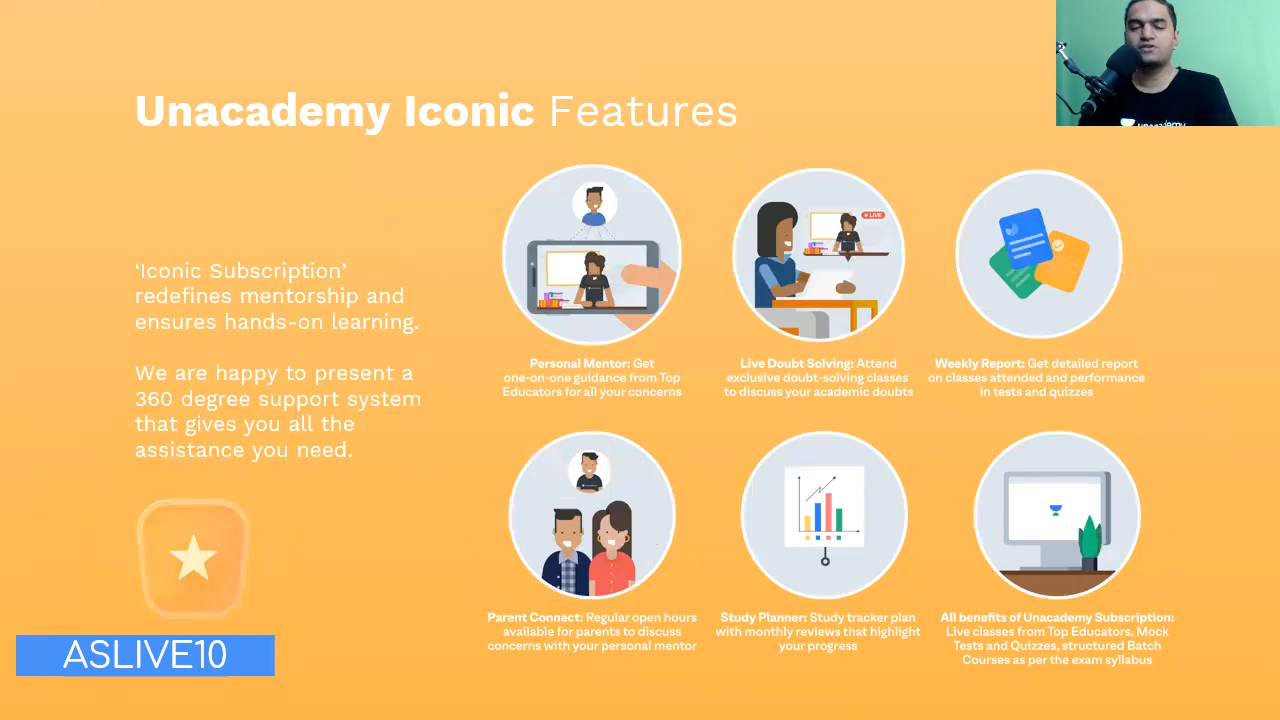 Unacademy Iconic Features
‘Iconic Subscription’
redefines mentorship and
ensures hands-on learning.
We are happy to present a
360 degree support system
that gives you all the
assistance you need.
LIVE
Personal Mentor: Get
one-on-one guidance from Top
Educators for all your concerns
Live Doubt Solving: Attend
exclusive doubt-solving classes
to discuss your academic doubts
Weekly Report: Get detailed report
on classes attended and performance
in tests and quizzes
Parent Connect: Regular open hours
available for parents to discuss
concerns with your personal mentor
Study Planner: Study tracker plan
with monthly reviews that highlight
your progress
All benefits of Unacademy Subscription:
Live classes from Top Educators, Mock
Tests and Quizzes, structured Batch
Courses as per the exam syllabus
ASLIVE10
unacademy